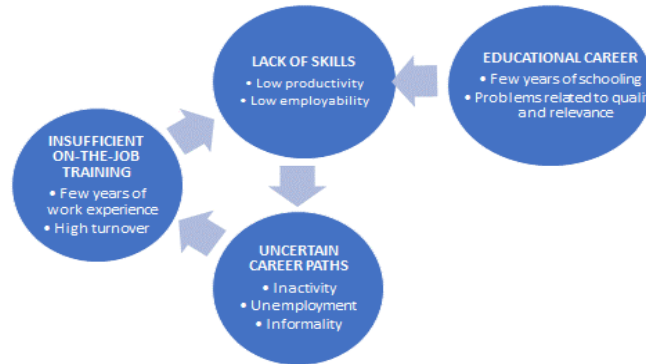 LACK OF SKILLS
• Low productivity
• Low employability
EDUCATIONAL CAREER
• Few years of schooling
• Problems related to qualit
and relevance
INSUFFICIENT
ON-THE-JOB
TRAINING
• Few years of
work experience
• High turnover
UNCERTAIN
CAREER PATHS
• Inactivity
• Unemployment
• Informality